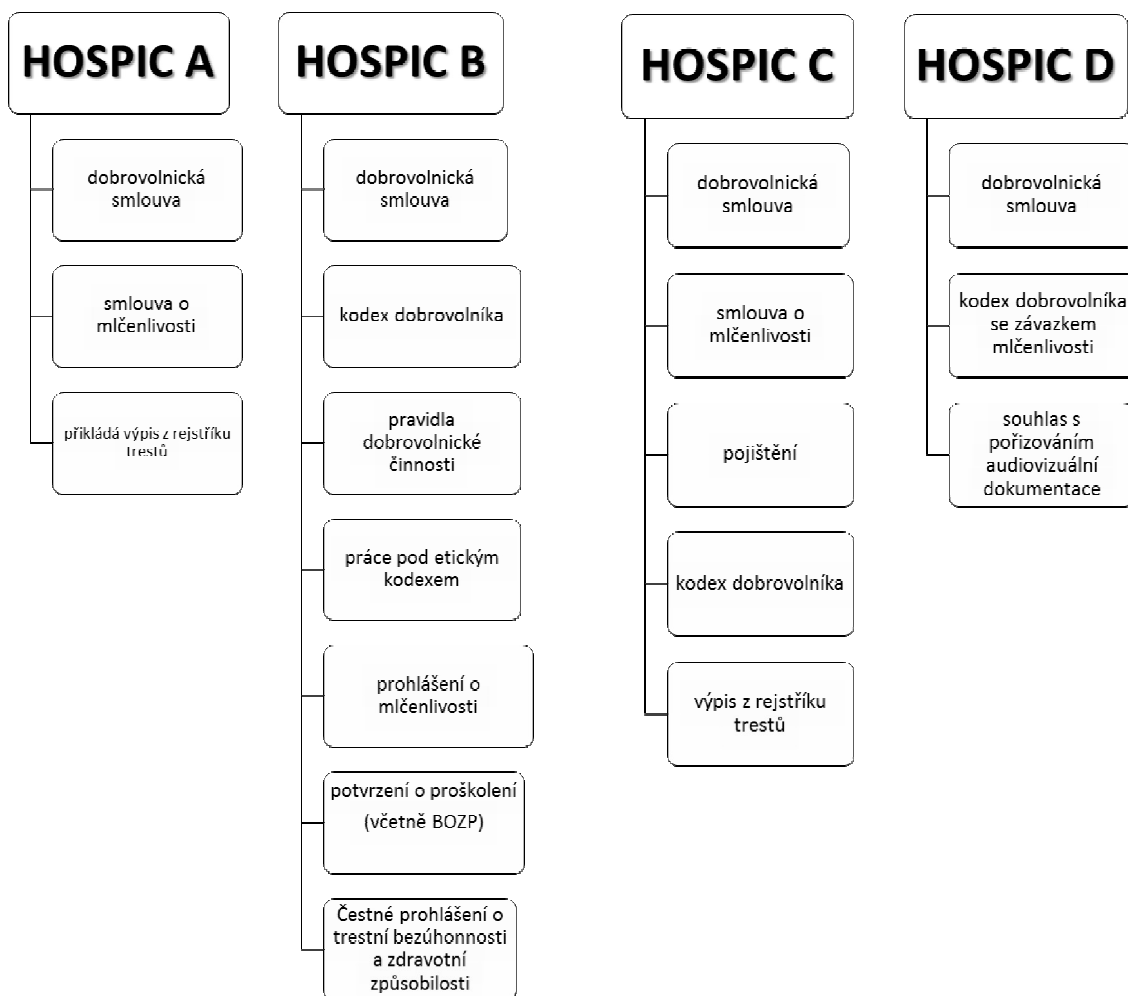 HOSPIC A
dobrovolnická
smlouva
smlouva o
mlčenlivosti
přikládá výpis z rejstříku
trestů
HOSPIC B
dobrovolnická
smlouva
kodex dobrovolníka
pravidla
dobrovolnické
činnosti
práce pod etickým
kodexem
prohlášení o
mlčenlivosti
potvrzení o proškolení
(včetně BOZP)
Čestné prohlášení o
trestní bezúhonnosti
a zdravotní
způsobilosti
HOSPIC C
dobrovolnická
smlouva
smlouva o
mlčenlivosti
pojištění
kodex dobrovolníka
výpis z rejstříku
trestů
HOSPIC D
dobrovolnická
smlouva
kodex dobrovolníka
se závazkem
mlčenlivosti
souhlas s
pořizováním
audiovizuální
dokumentace